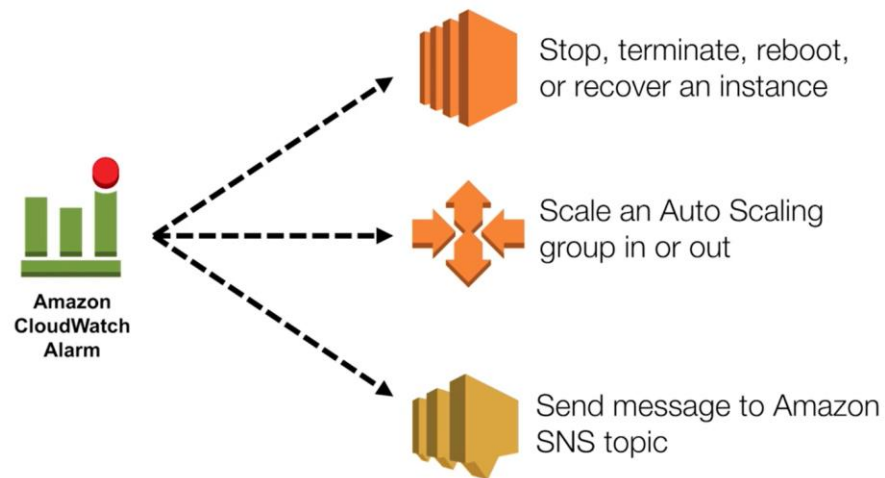 Stop, terminate, reboot,
or recover an instance
Amazon
CloudWatch
Alarm
Scale an Auto Scaling
group in or out
Send message to Amazon
SNS topic